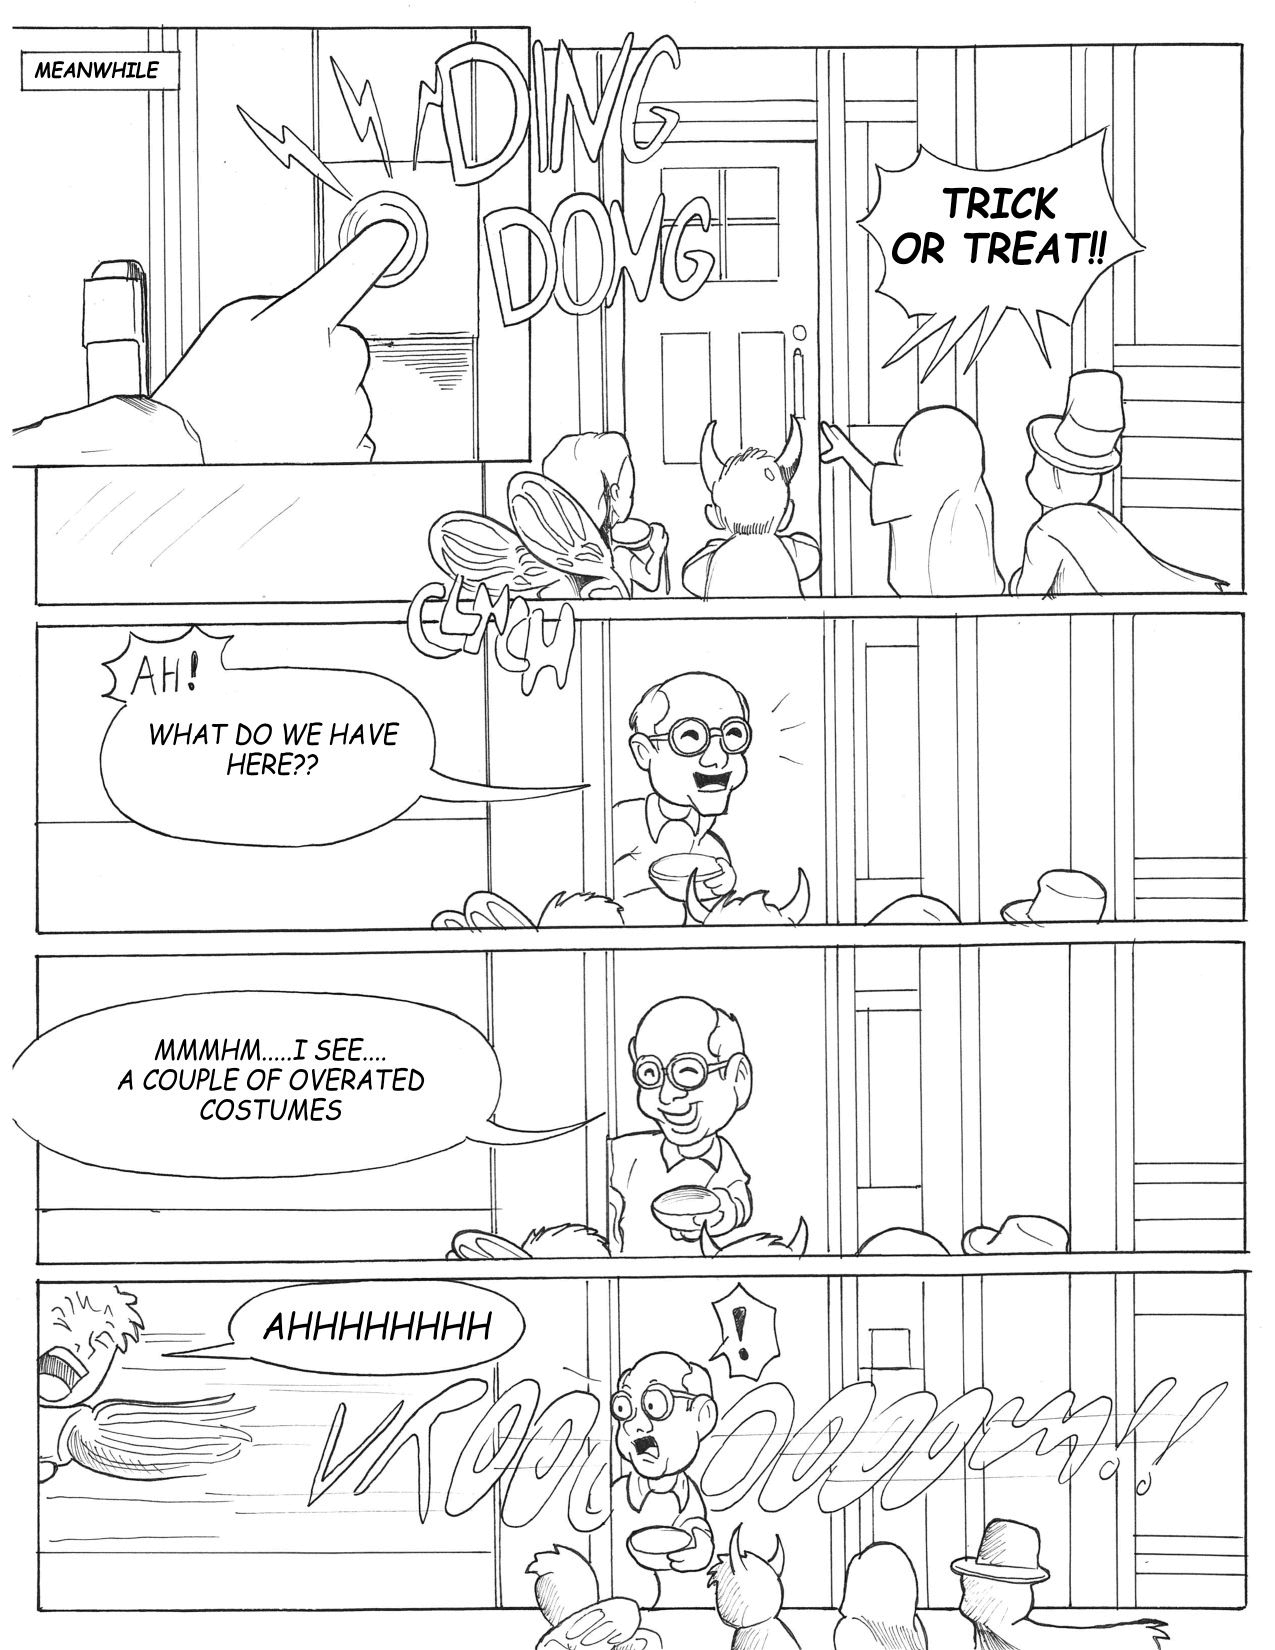 MEANWHILE
DING
DONG
TRICK
OR TREAT!!
CLNCH
AH!
WHAT DO WE HAVE
HERE??
MMMHM.....I SEE....
A COUPLE OF OVERATED
COSTUMES
AHHHHHHHH
!
VROOOOOOOOOM!!